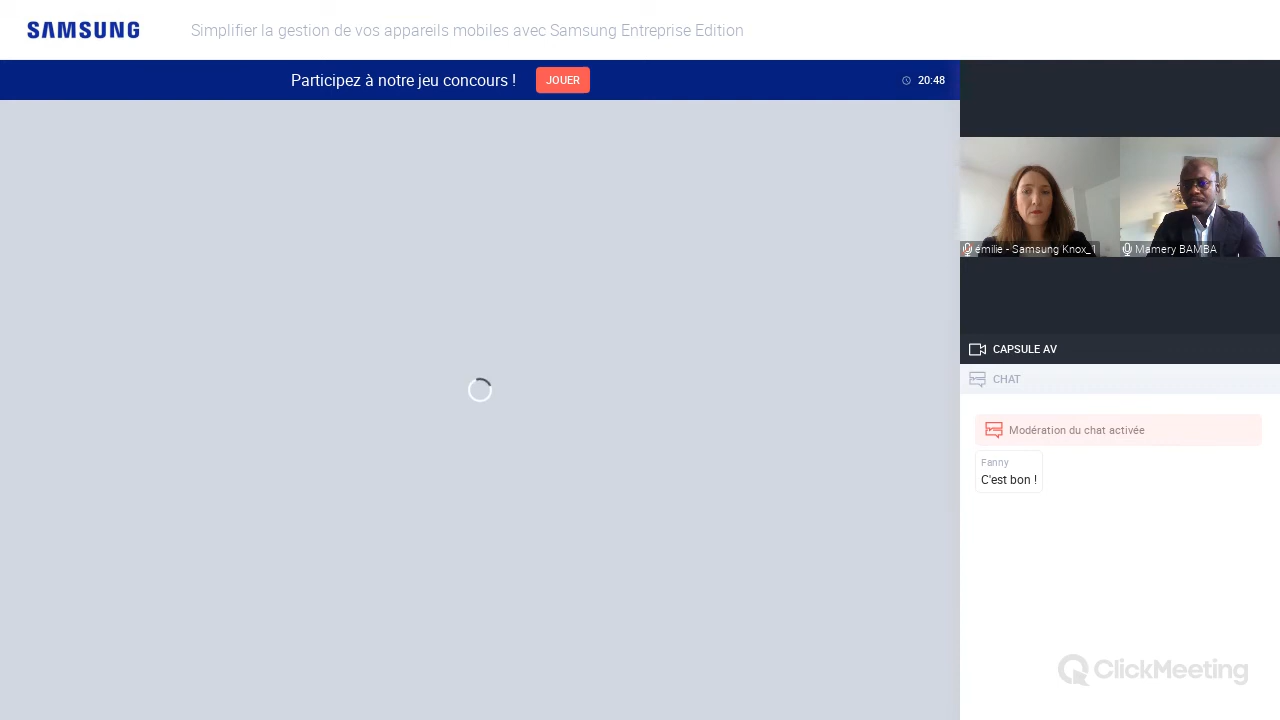 SAMSUNG
Simplifier la gestion de vos appareils mobiles avec Samsung Entreprise Edition
Participez à notre jeu concours !
JOUER
20:48
émilie - Samsung Knox_1
Mamery BAMBA
CAPSULE AV
CHAT
Modération du chat activée
Fanny
C'est bon !
ClickMeeting